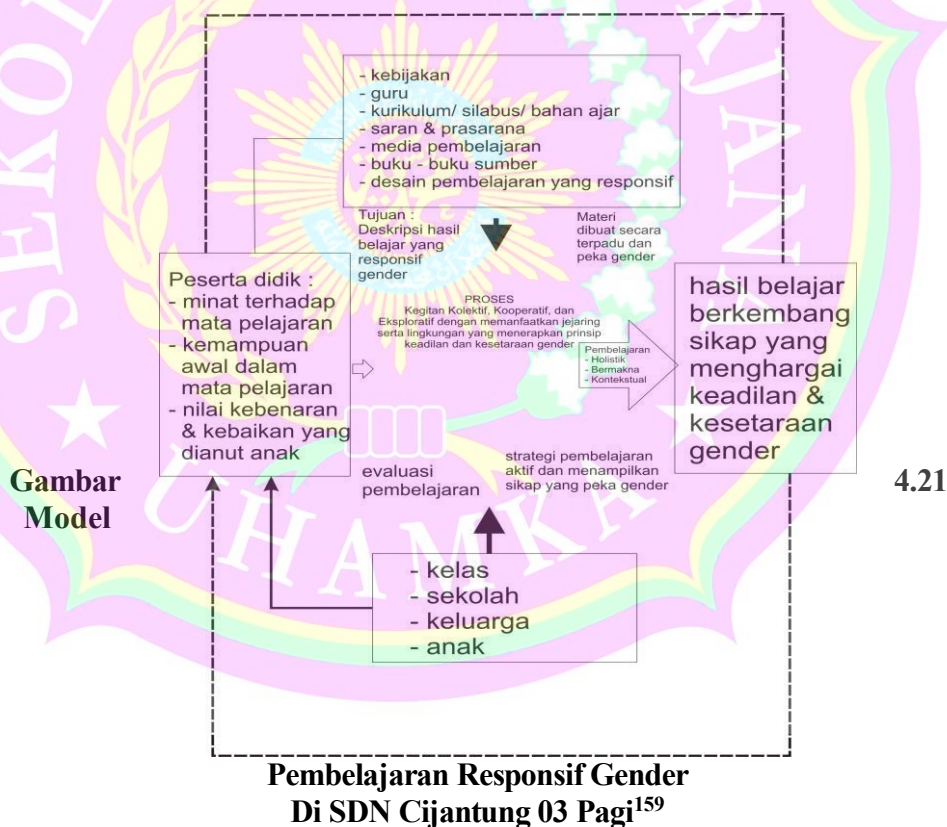 - kebijakan
- guru
- kurikulum/ silabus/ bahan ajar
- saran & prasarana
- media pembelajaran
- buku - buku sumber
- desain pembelajaran yang responsif
Tujuan :
Deskripsi hasil
belajar yang
responsif
gender
Materi
dibuat secara
terpadu dan
peka gender
Peserta didik :
- minat terhadap
mata pelajaran
- kemampuan
awal dalam
mata pelajaran
- nilai kebenaran
& kebaikan yang
dianut anak
PROSES
Kegitan Kolektif, Kooperatif, dan
Eksploratif dengan memanfaatkan jejaring
serta lingkungan yang menerapkan prinsip
keadilan dan kesetaraan gender
Pembelajaran
- Holistik
- Bermakna
- Kontekstual
hasil belajar
berkembang
sikap yang
menghargai
keadilan &
kesetaraan
gender
evaluasi
pembelajaran
strategi pembelajaran
aktif dan menampilkan
sikap yang peka gender
- kelas
- sekolah
- keluarga
- anak
Gambar 4.21
Model
Pembelajaran Responsif Gender
Di SDN Cijantung 03 Pagi159
UHAMKA